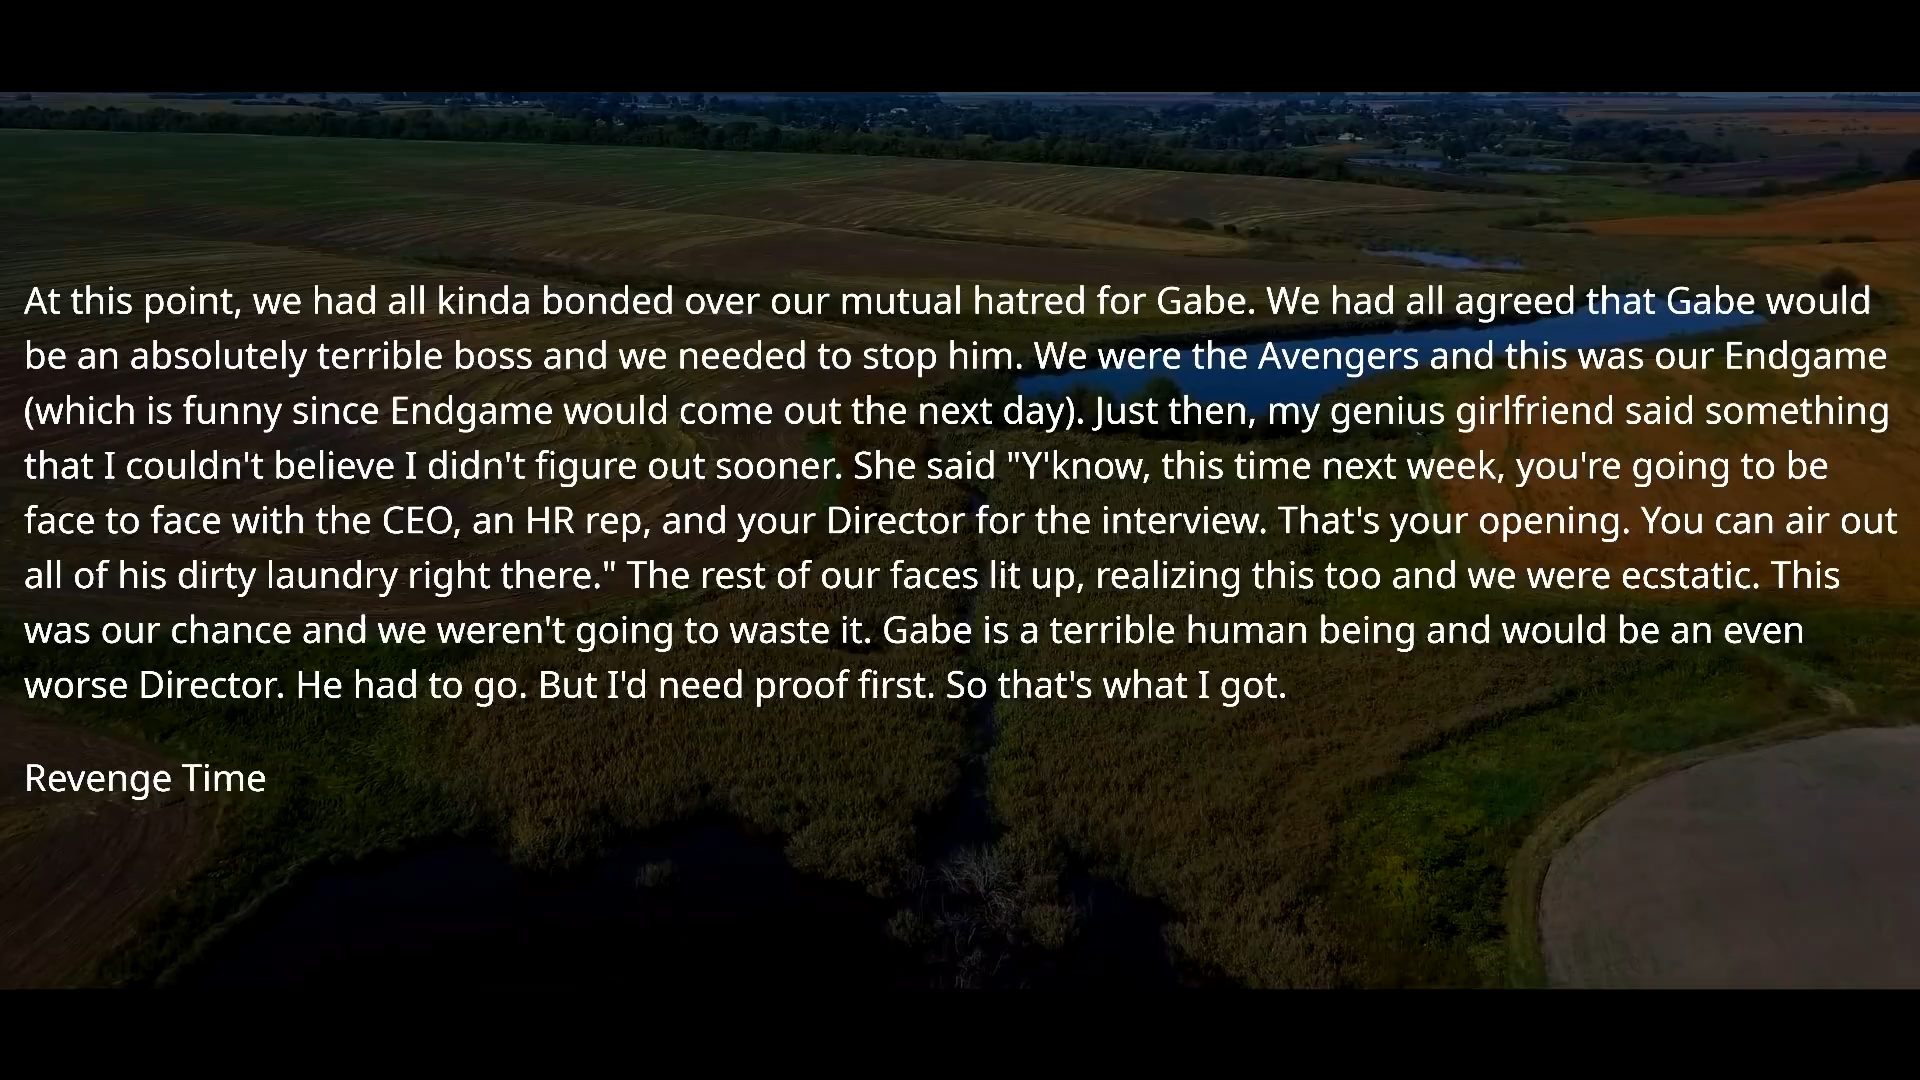 At this point, we had all kinda bonded over our mutual hatred for Gabe. We had all agreed that Gabe would
be an absolutely terrible boss and we needed to stop him. We were the Avengers and this was our Endgame
(which is funny since Endgame would come out the next day). Just then, my genius girlfriend said something
that I couldn't believe I didn't figure out sooner. She said "Y'know, this time next week, you're going to be
face to face with the CEO, an HR rep, and your Director for the interview. That's your opening. You can air out
all of his dirty laundry right there." The rest of our faces lit up, realizing this too and we were ecstatic. This
was our chance and we weren't going to waste it. Gabe is a terrible human being and would be an even
worse Director. He had to go. But I'd need proof first. So that's what I got.
Revenge Time